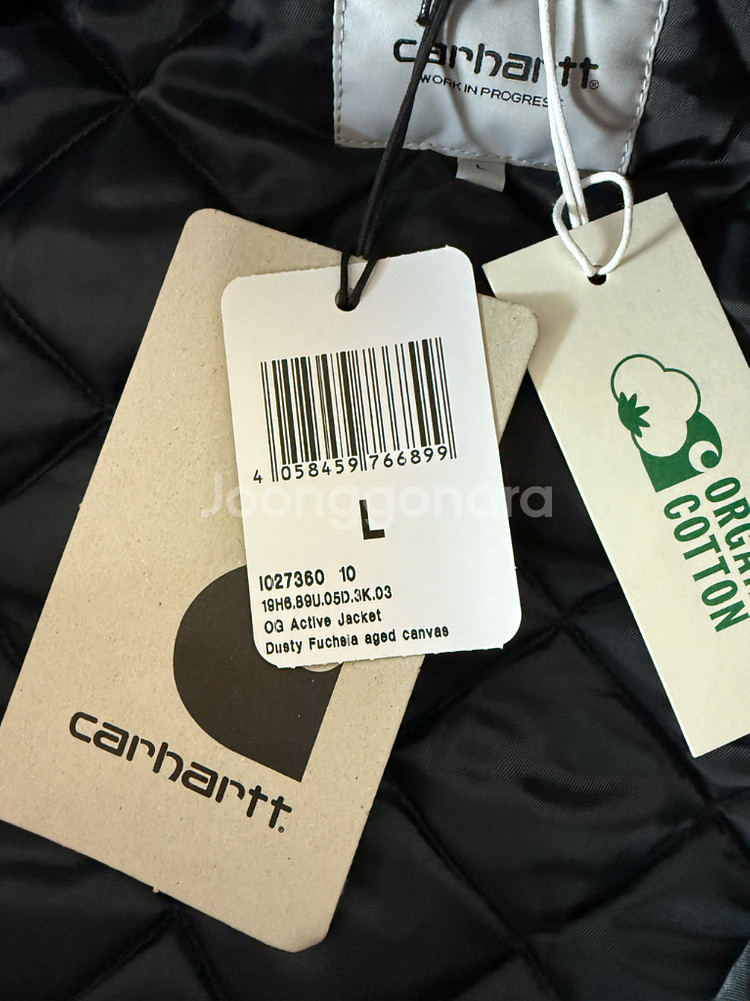 carhartt®
WORK IN PROGRESS
4 058459 766899
Joonggonara
L
I027360 10
19H6.89U.05D.3K.03
OG Active Jacket
Dusty Fuchsia aged canvas
carhartt®
COTTON